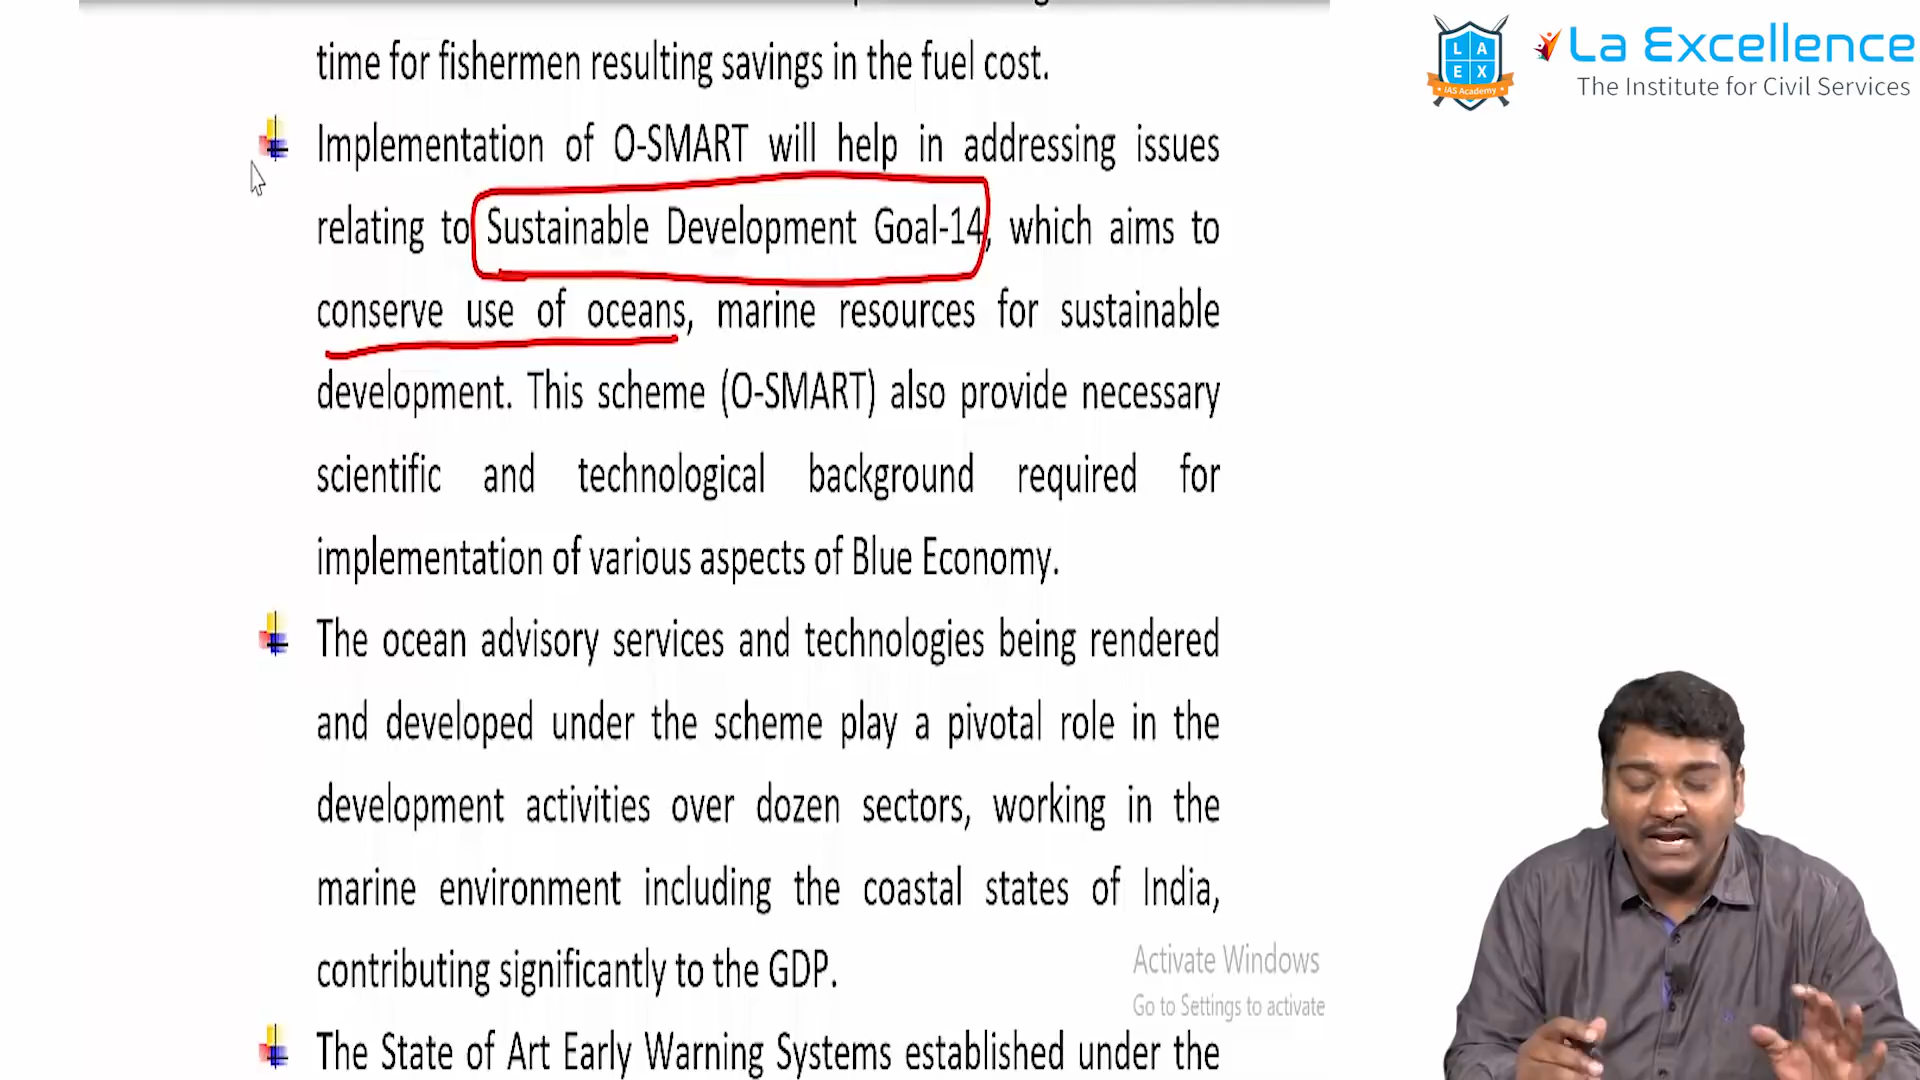 time for fishermen resulting savings in the fuel cost.
Implementation of O-SMART will help in addressing issues
relating to Sustainable Development Goal-14, which aims to
conserve use of oceans, marine resources for sustainable
development. This scheme (O-SMART) also provide necessary
scientific and technological background required for
implementation of various aspects of Blue Economy.
The ocean advisory services and technologies being rendered
and developed under the scheme play a pivotal role in the
development activities over dozen sectors, working in the
marine environment including the coastal states of India,
contributing significantly to the GDP.
The State of Art Early Warning Systems established under the
Activate Windows
Go to Settings to activate
LA
EX
IAS Academy
La Excellence
The Institute for Civil Services